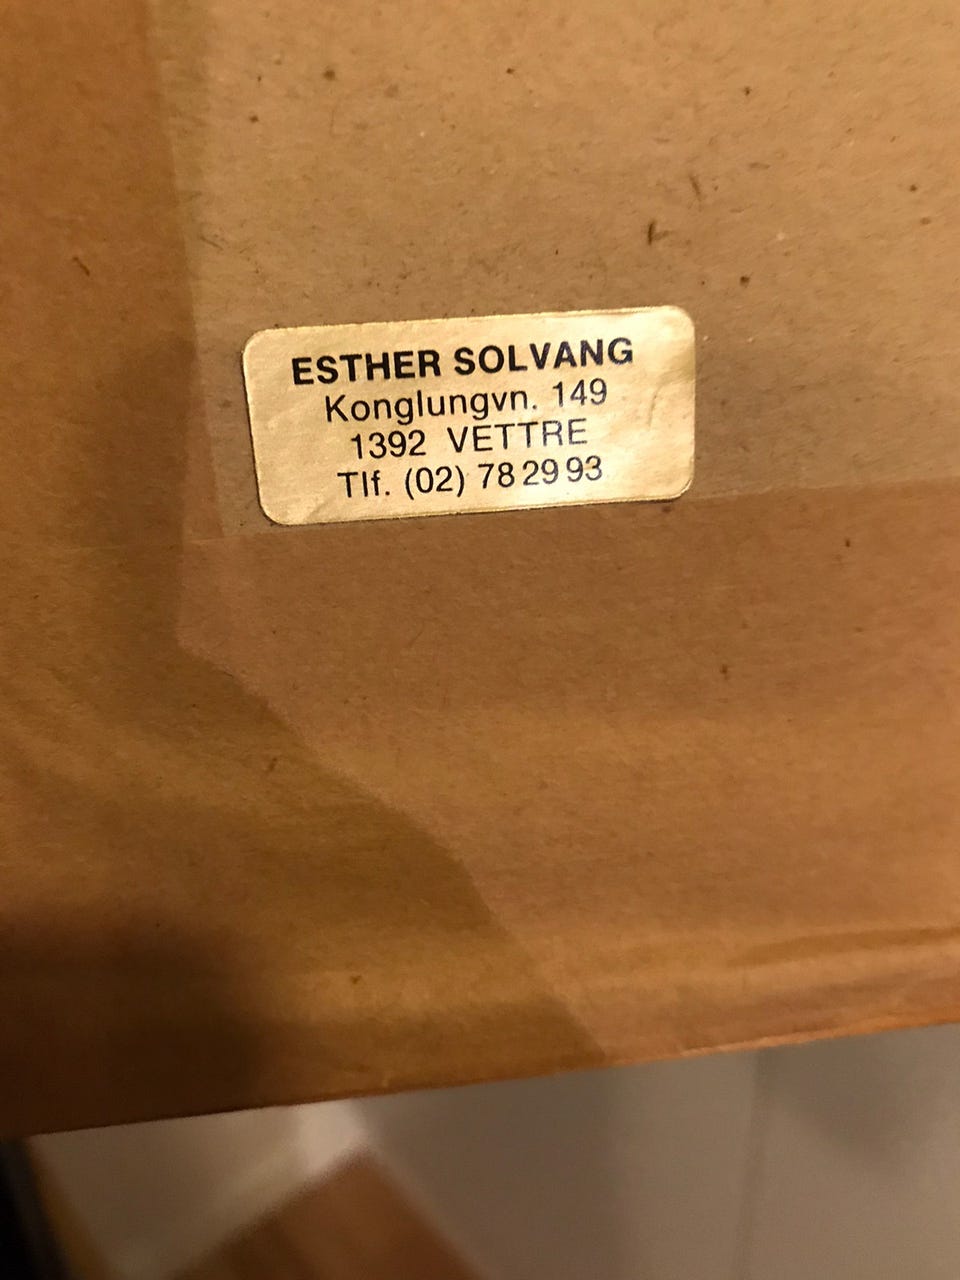 ESTHER SOLVANG
Konglungvn. 149
1392 VETTRE
Tlf. (02) 78 29 93